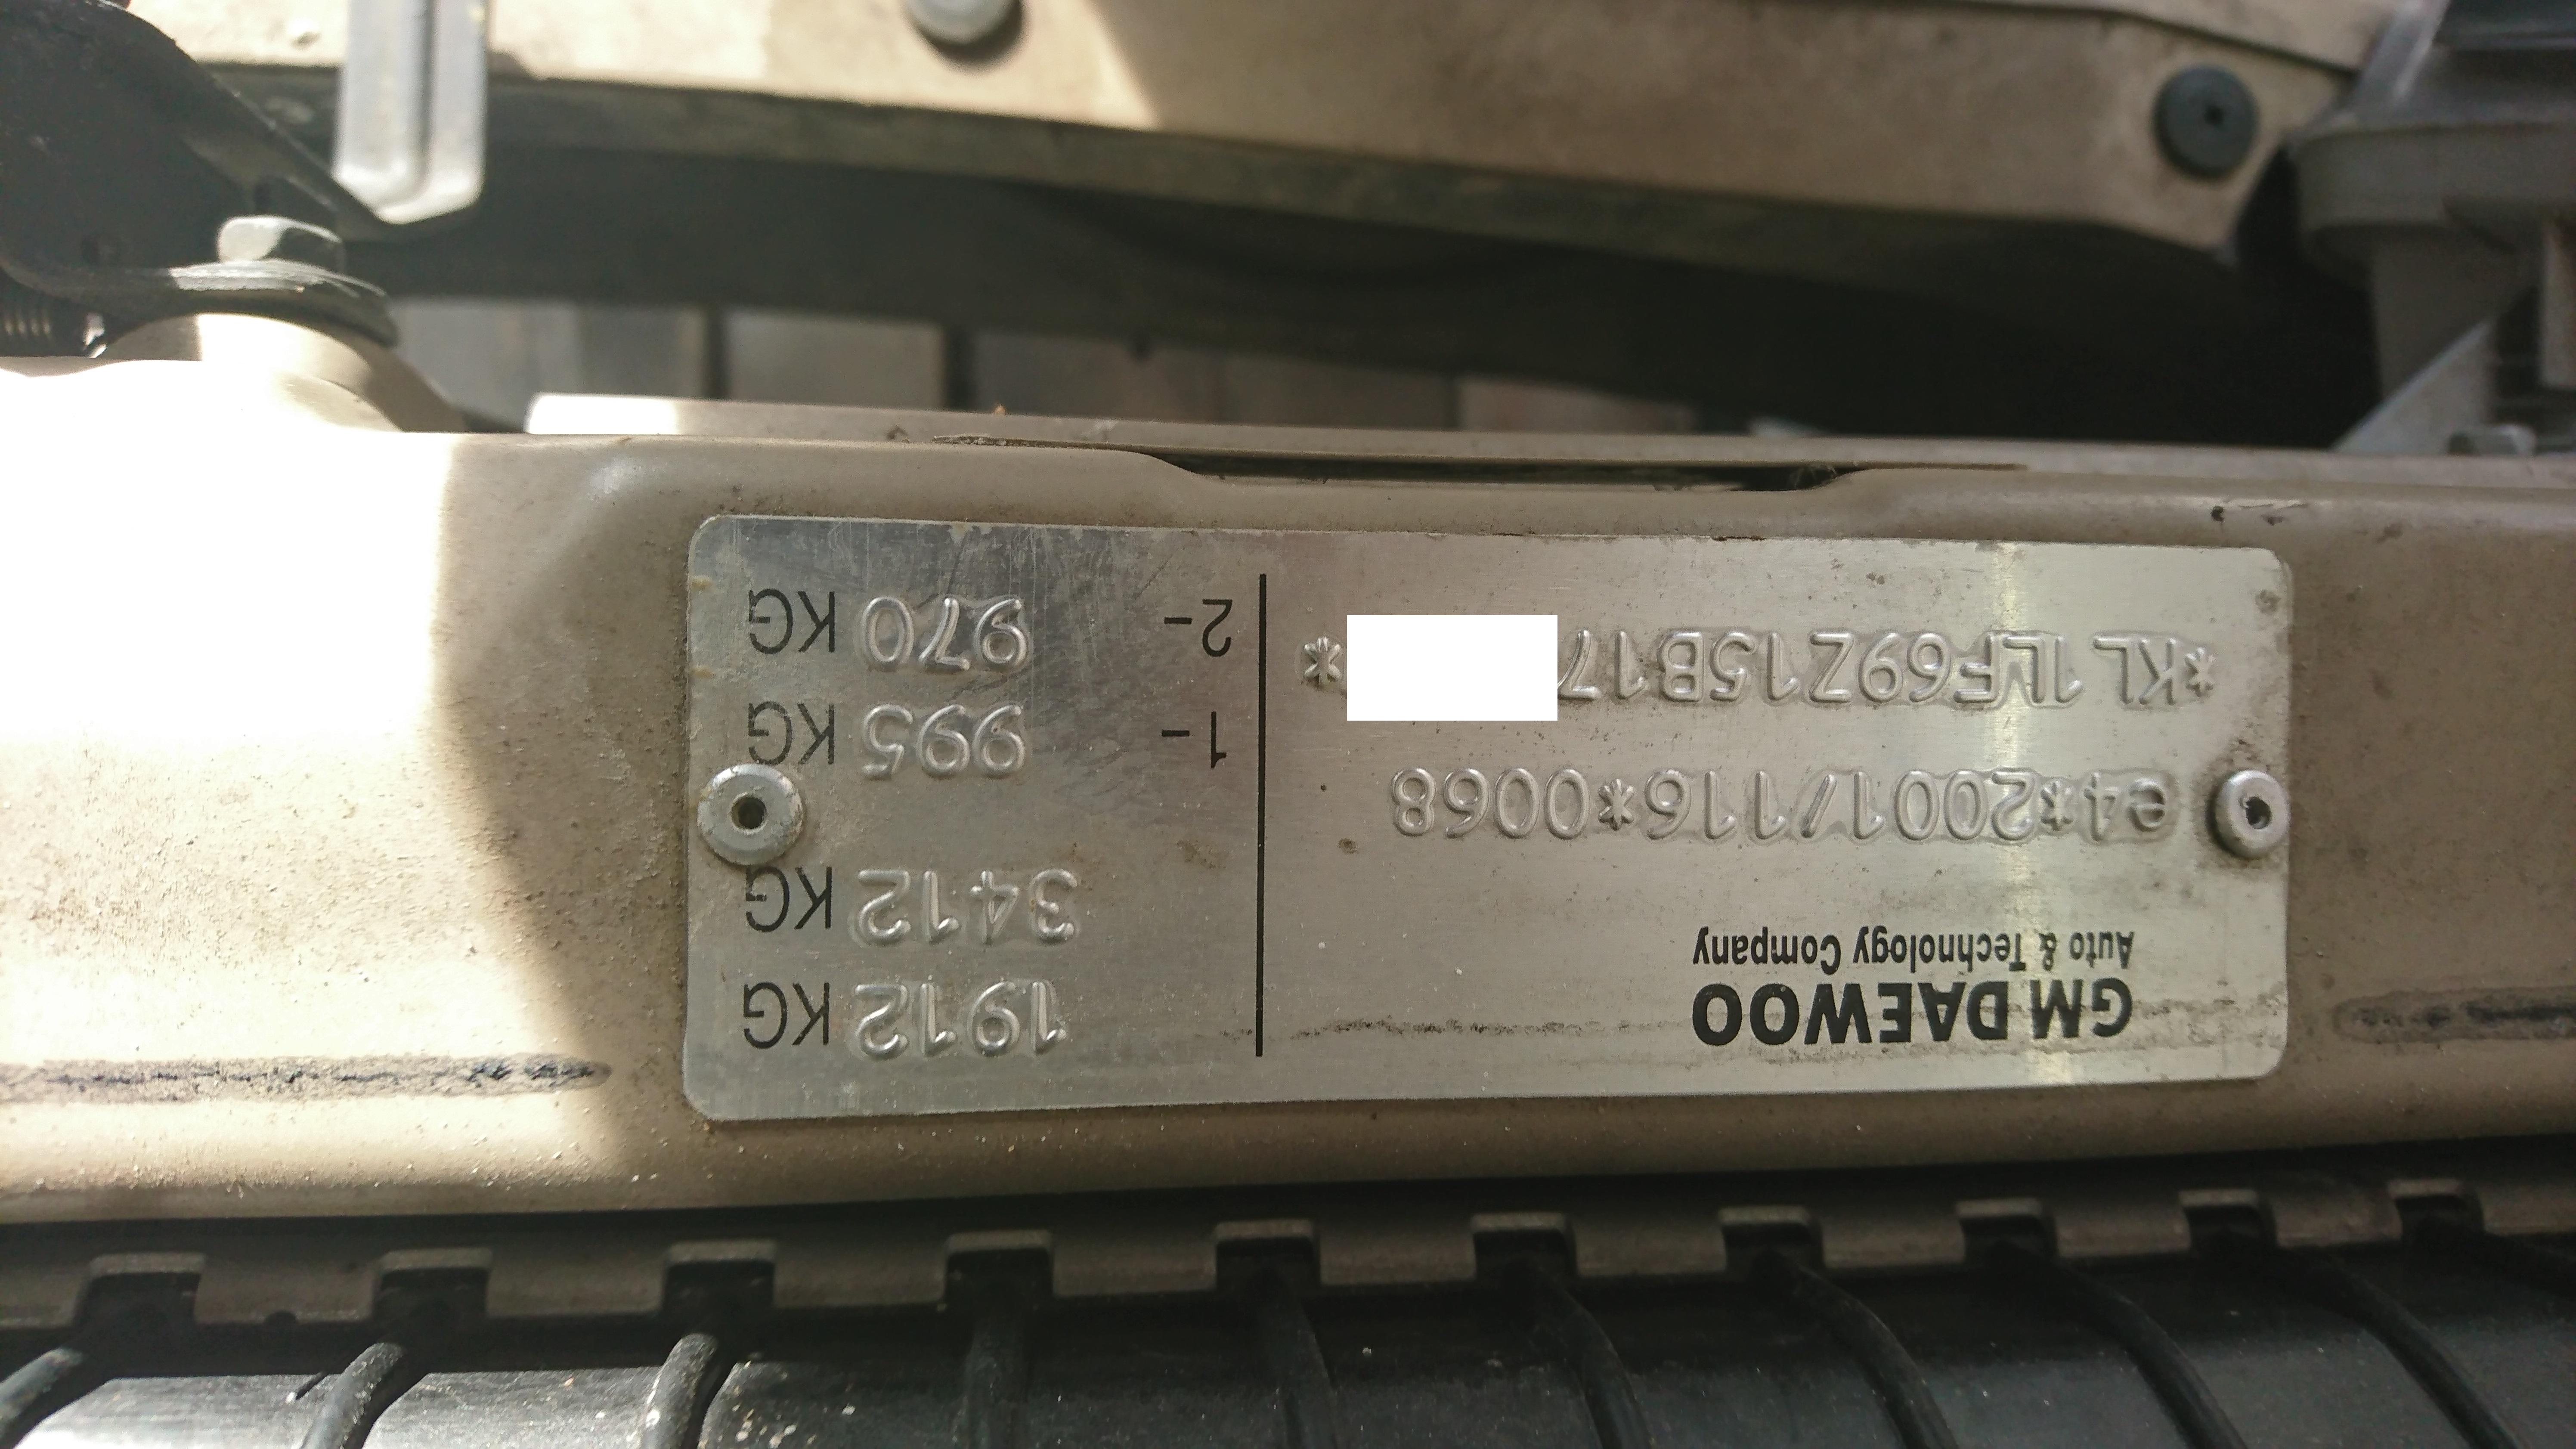 GM DAEWOO
Auto & Technology Company
e4*2001/116*0068
*KL1LF69Z15B17
*
1912 KG
3412 KG
1- 995 KG
2- 970 KG